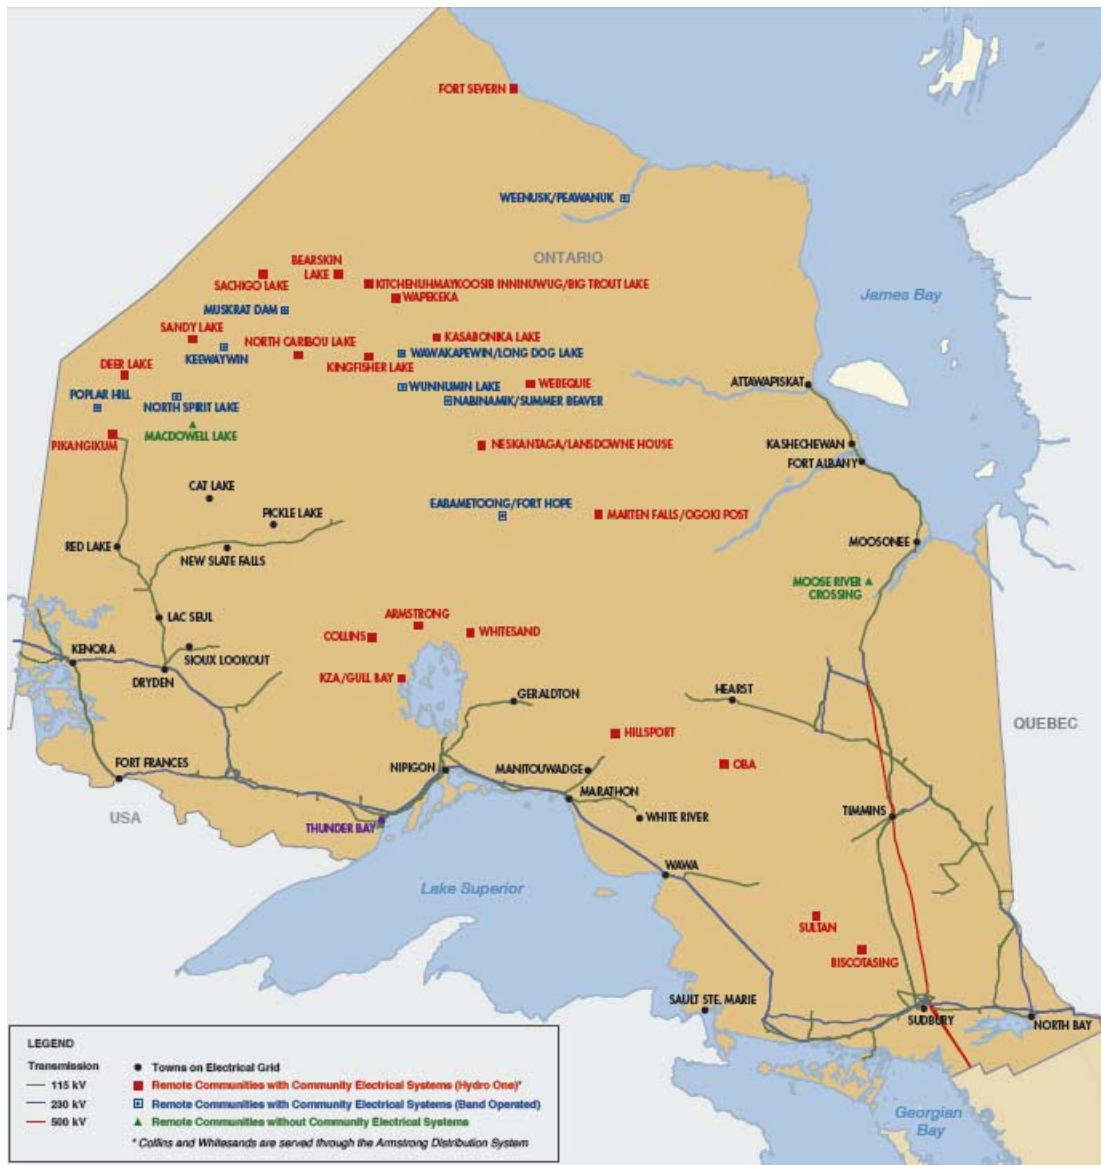 FORT SEVERN
WEENUSK/PEAWANUK
ONTARIO
BEARSKIN
LAKE
SACHIGO LAKE
KITCHENUHMAYKOOSIB INNINUWUG/BIG TROUT LAKE
WAPEKEKA
James Bay
MUSKRAT DAM
SANDY LAKE
KEEWAYWIN
NORTH CARIBOU LAKE
KASABONIKA LAKE
WAWAKAPEWIN/LONG DOG LAKE
KINGFISHER LAKE
DEER LAKE
POPLAR HILL
NORTH SPIRIT LAKE
WUNNUMIN LAKE
WEBEQUIE
NABINAMIK/SUMMER BEAVER
ATTAWAPISKAT
MACDOWELL LAKE
PIKANGIKUM
NESKANTAGA/LANSDOWNE HOUSE
KASHECHEWAN
FORT ALBANY
CAT LAKE
EABAMETOONG/FORT HOPE
PICKLE LAKE
MARTEN FALLS/OGOKI POST
RED LAKE
NEW SLATE FALLS
MOOSONEE
MOOSE RIVER
CROSSING
LAC SEUL
ARMSTRONG
COLLINS
WHITESAND
KENORA
SIOUX LOOKOUT
DRYDEN
KZA/GULL BAY
GERALDTON
HEARST
QUEBEC
HILLSPORT
FORT FRANCES
NIPIGON
MANITOUWADGE
OBA
MARATHON
USA
THUNDER BAY
WHITE RIVER
TIMMINS
WAWA
Lake Superior
SULTAN
BISCOTASING
SAULT STE. MARIE
SUDBURY
NORTH BAY
Georgian
Bay
LEGEND
Transmission
115 kV
230 kV
500 kV
Towns on Electrical Grid
Remote Communities with Community Electrical Systems (Hydro One)*
Remote Communities with Community Electrical Systems (Band Operated)
Remote Communities without Community Electrical Systems
* Collins and Whitesands are served through the Armstrong Distribution System